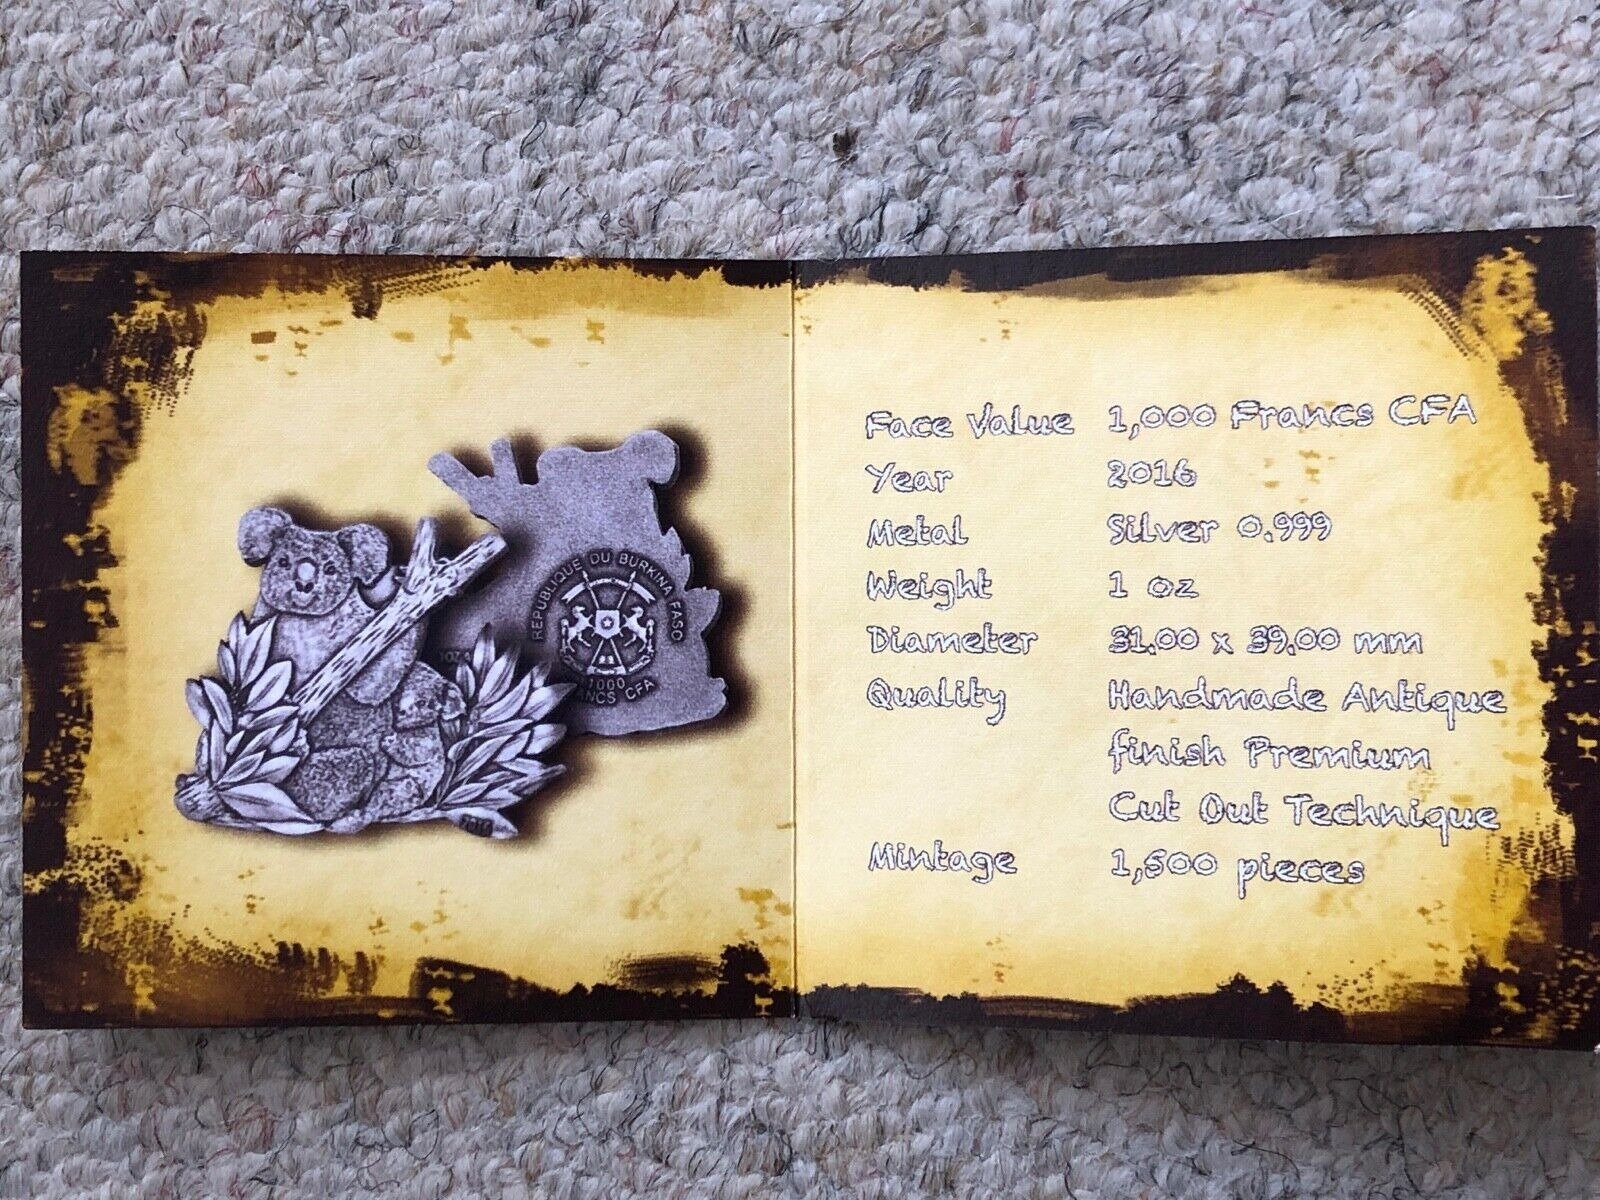 REPUBLIQUE DU BURKINA FASO
1000
FRANCS CFA
2016
Face Value 1,000 Francs CFA
Year 2016
Metal Silver 0.999
Weight 1 oz
Diameter 31.00 x 39.00 mm
Quality Handmade Antique
finish Premium
Cut Out Technique
Mintage 1,500 pieces